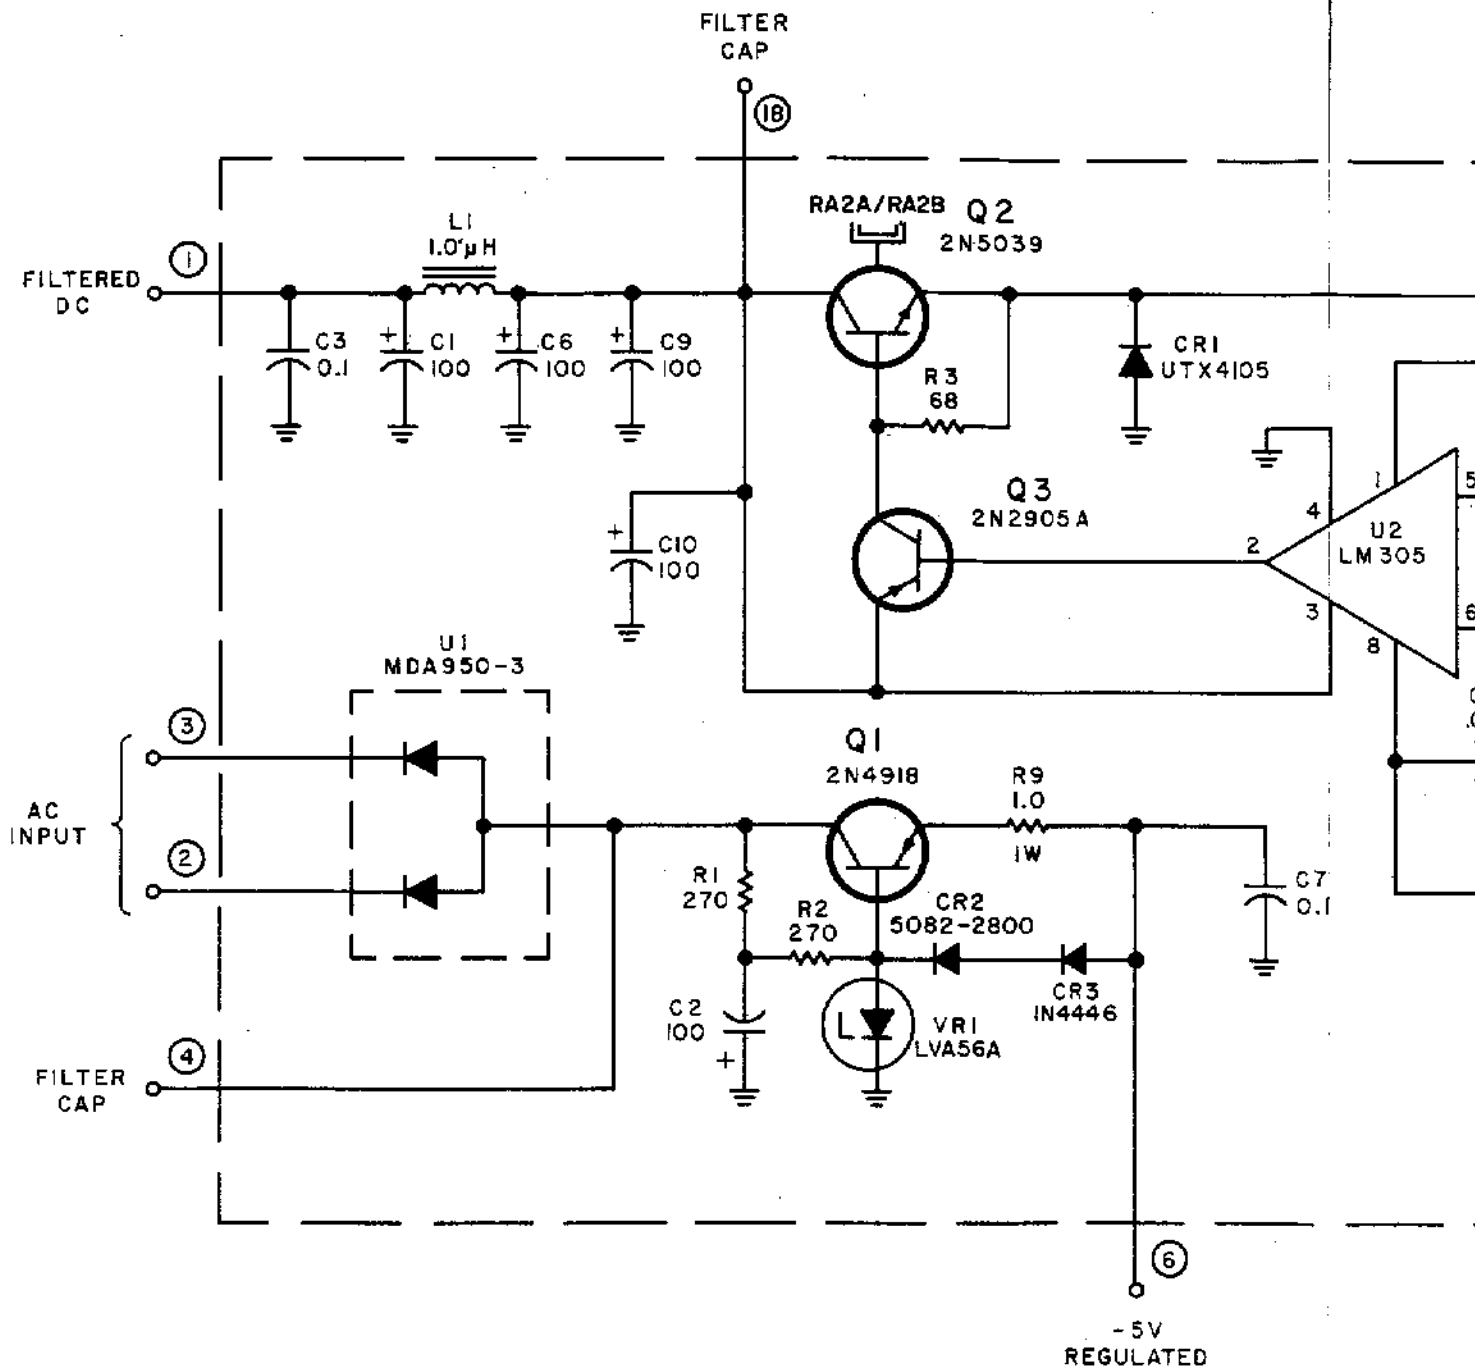 FILTER
CAP
18
RA2A/RA2B
Q2
2N5039
L1
1.0µH
1
FILTERED
DC
C3
0.1
+
C1
100
+
C6
100
+
C9
100
R3
68
CR1
UTX4105
Q3
2N2905A
1
5
4
U2
LM305
2
3
6
8
+
C10
100
U1
MDA950-3
3
AC
INPUT
2
Q1
2N4918
R9
1.0
1W
R1
270
R2
270
CR2
5082-2800
C7
0.1
CR3
1N4446
C2
100
+
L
VR1
LVA56A
4
FILTER
CAP
6
-5V
REGULATED